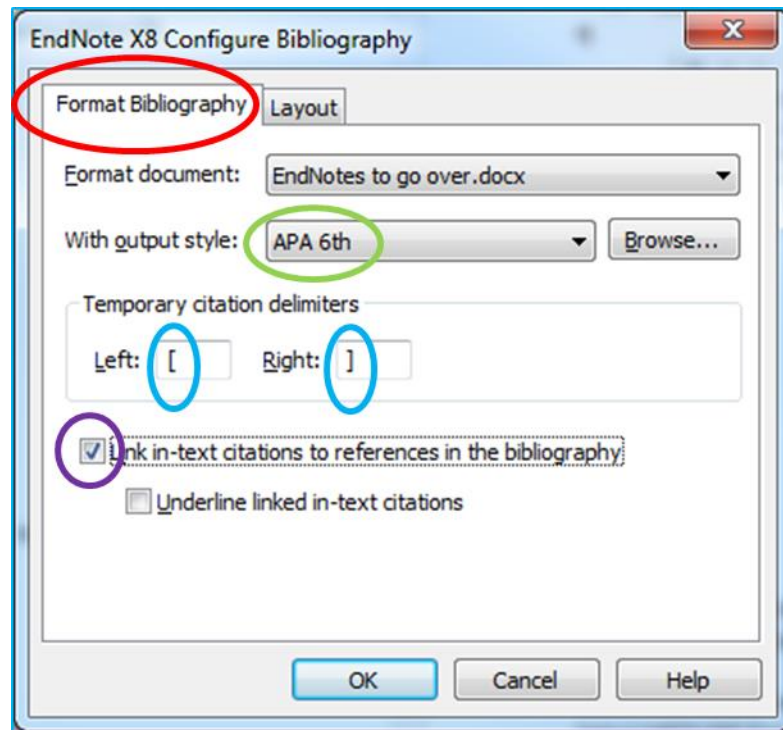 EndNote X8 Configure Bibliography
Format Bibliography Layout
Format document: EndNotes to go over.docx
With output style: APA 6th Browse...
Temporary citation delimiters
Left: [ Right: ]
Link in-text citations to references in the bibliography
Underline linked in-text citations
OK Cancel Help